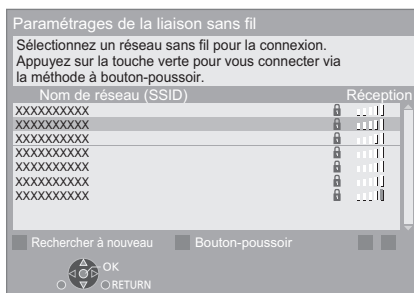 Paramétrages de la liaison sans fil
Sélectionnez un réseau sans fil pour la connexion.
Appuyez sur la touche verte pour vous connecter via
la méthode à bouton-poussoir.
Nom de réseau (SSID) Réception
XXXXXXXXXX
XXXXXXXXXX
XXXXXXXXXX
XXXXXXXXXX
XXXXXXXXXX
XXXXXXXXXX
XXXXXXXXXX
Rechercher à nouveau Bouton-poussoir
OK
RETURN